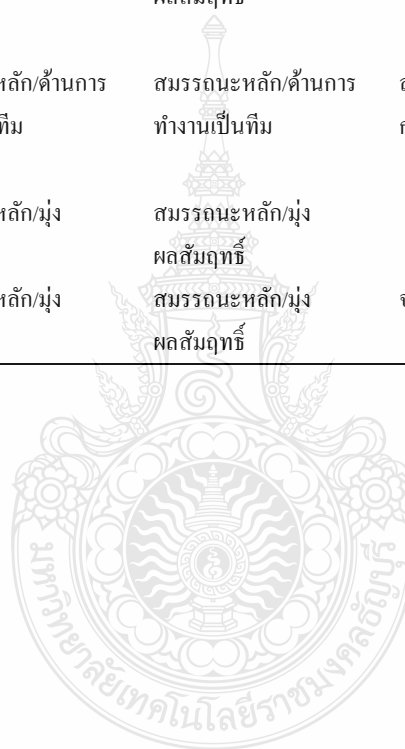 ผลสัมฤทธิ์
หลัก/ด้านการ สมรรถนะหลัก/ด้านการ
ทีม ทำงานเป็นทีม
หลัก/มุ่ง สมรรถนะหลัก/มุ่ง
ผลสัมฤทธิ์
หลัก/มุ่ง สมรรถนะหลัก/มุ่ง
ผลสัมฤทธิ์
มหาวิทยาลัยเทคโนโลยีราชมงคลธัญบุรี